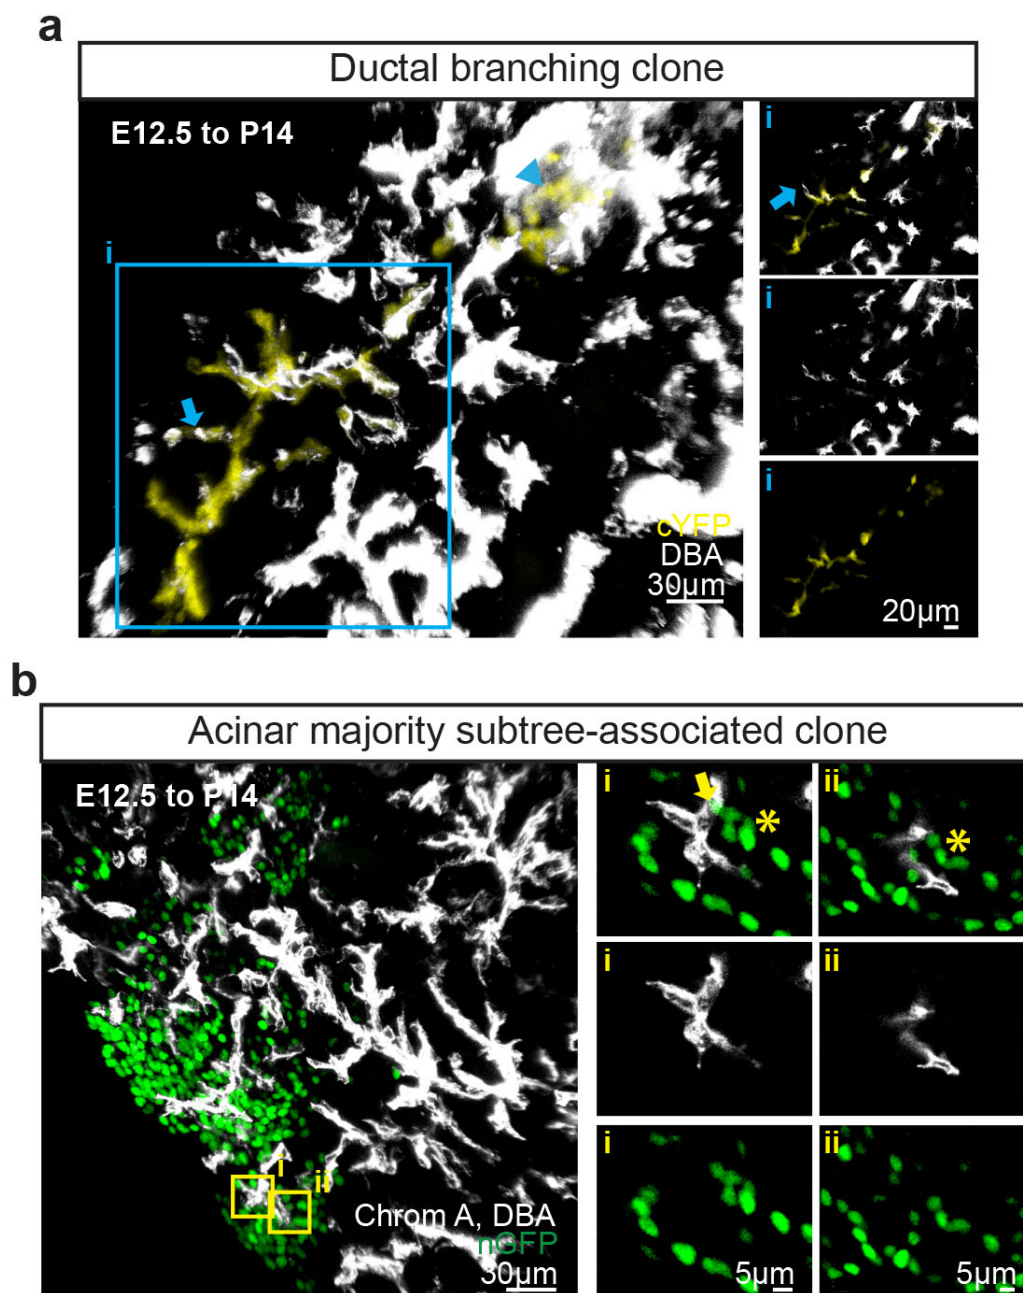 a
Ductal branching clone
E12.5 to P14
i
cYFP
DBA
30µm
i
i
i
20µm
b
Acinar majority subtree-associated clone
E12.5 to P14
i
ii
Chrom A, DBA
nGFP
30µm
i
*
ii
*
i
ii
i
5µm
ii
5µm